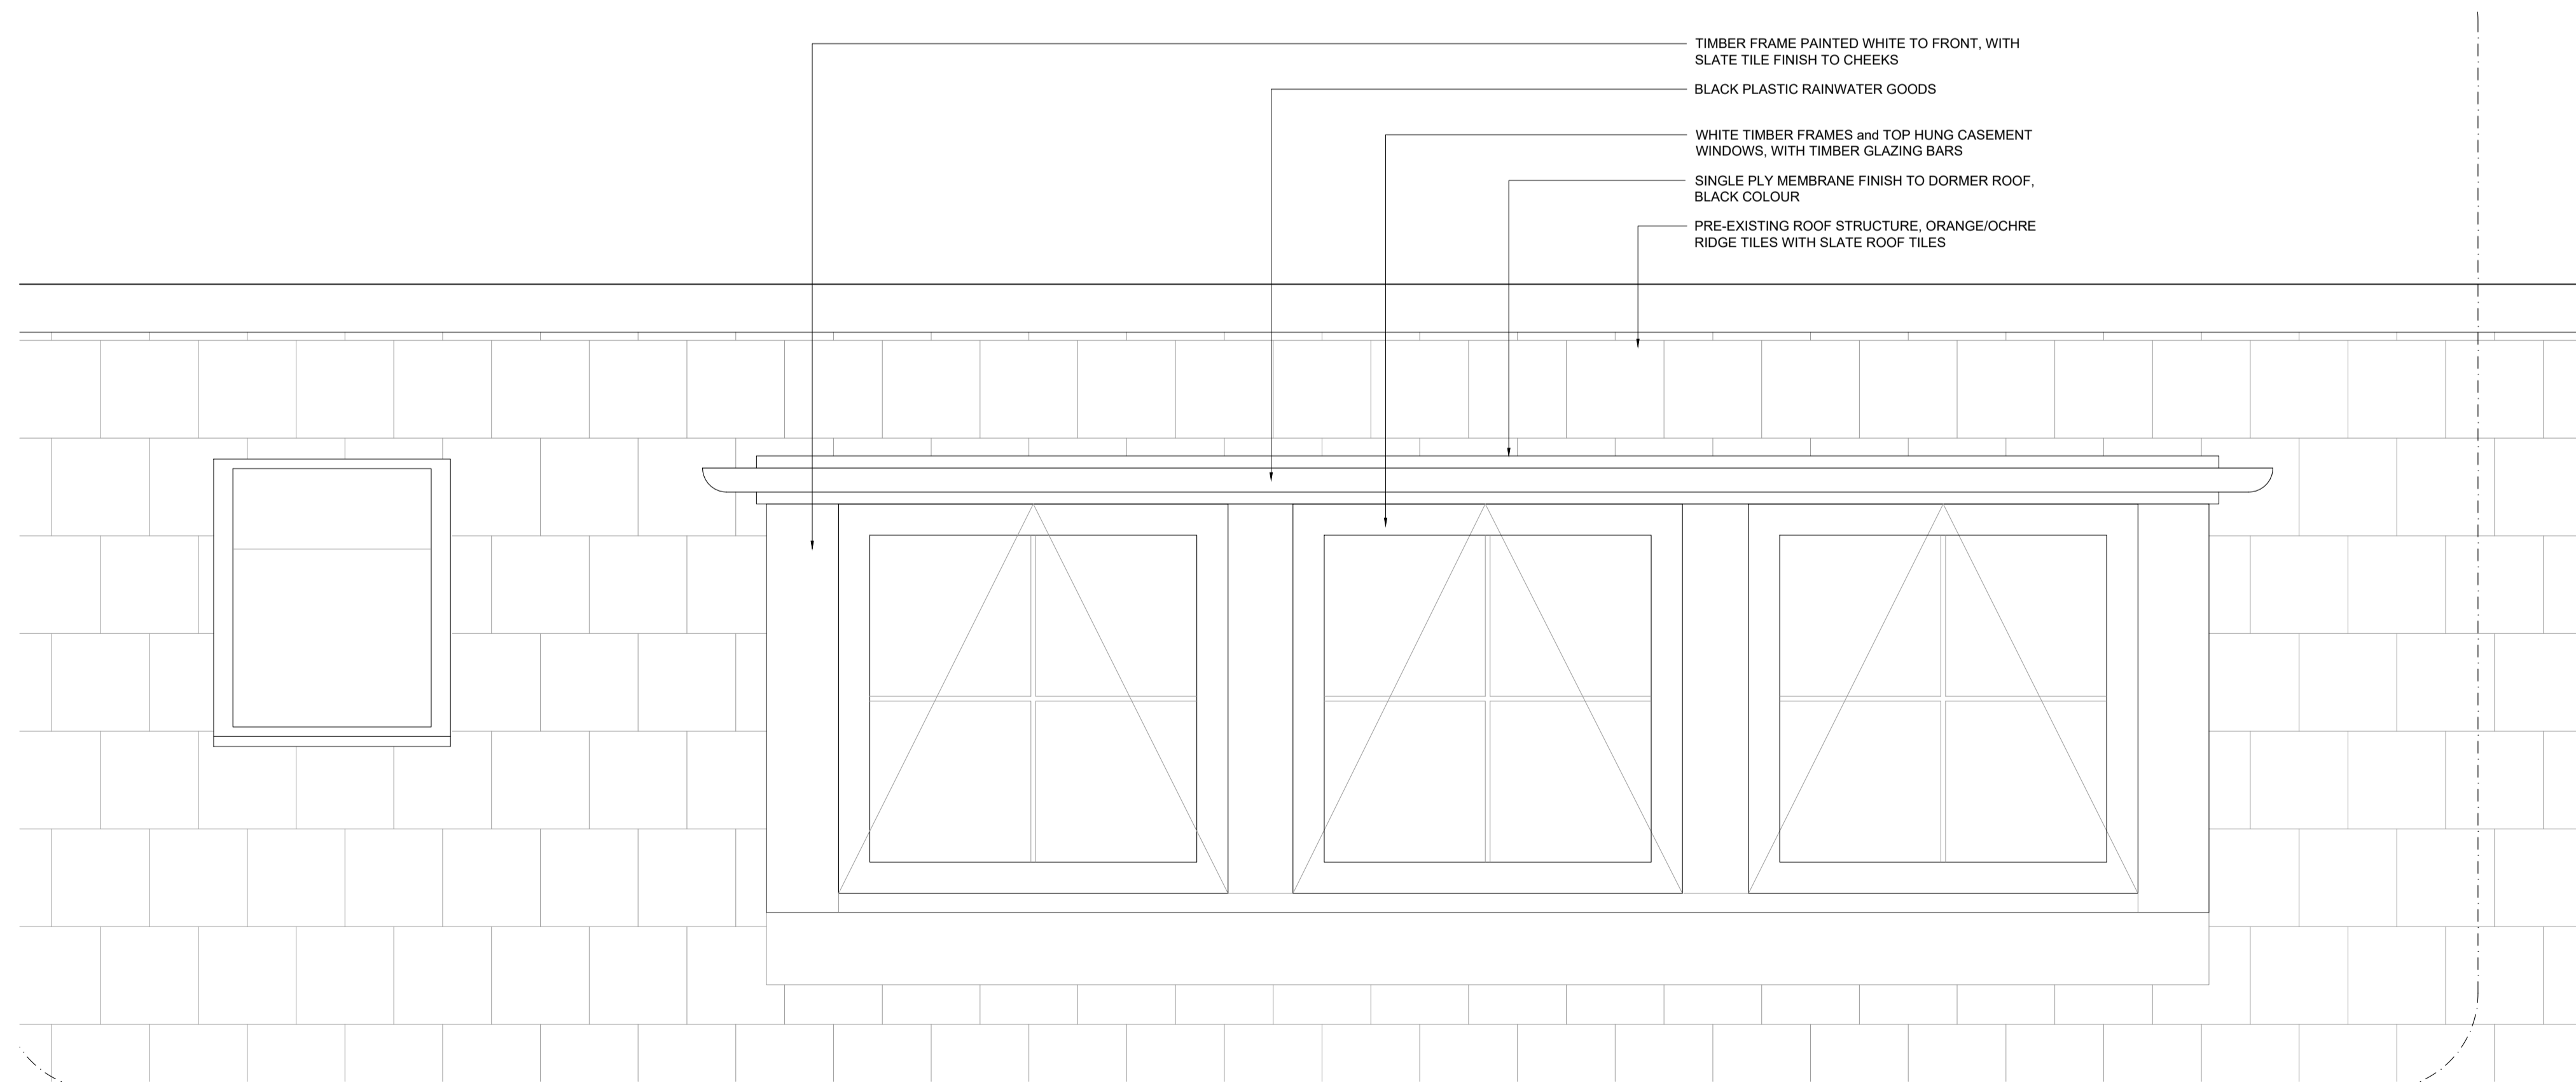 TIMBER FRAME PAINTED WHITE TO FRONT, WITH
SLATE TILE FINISH TO CHEEKS
BLACK PLASTIC RAINWATER GOODS
WHITE TIMBER FRAMES and TOP HUNG CASEMENT
WINDOWS, WITH TIMBER GLAZING BARS
SINGLE PLY MEMBRANE FINISH TO DORMER ROOF,
BLACK COLOUR
PRE-EXISTING ROOF STRUCTURE, ORANGE/OCHRE
RIDGE TILES WITH SLATE ROOF TILES